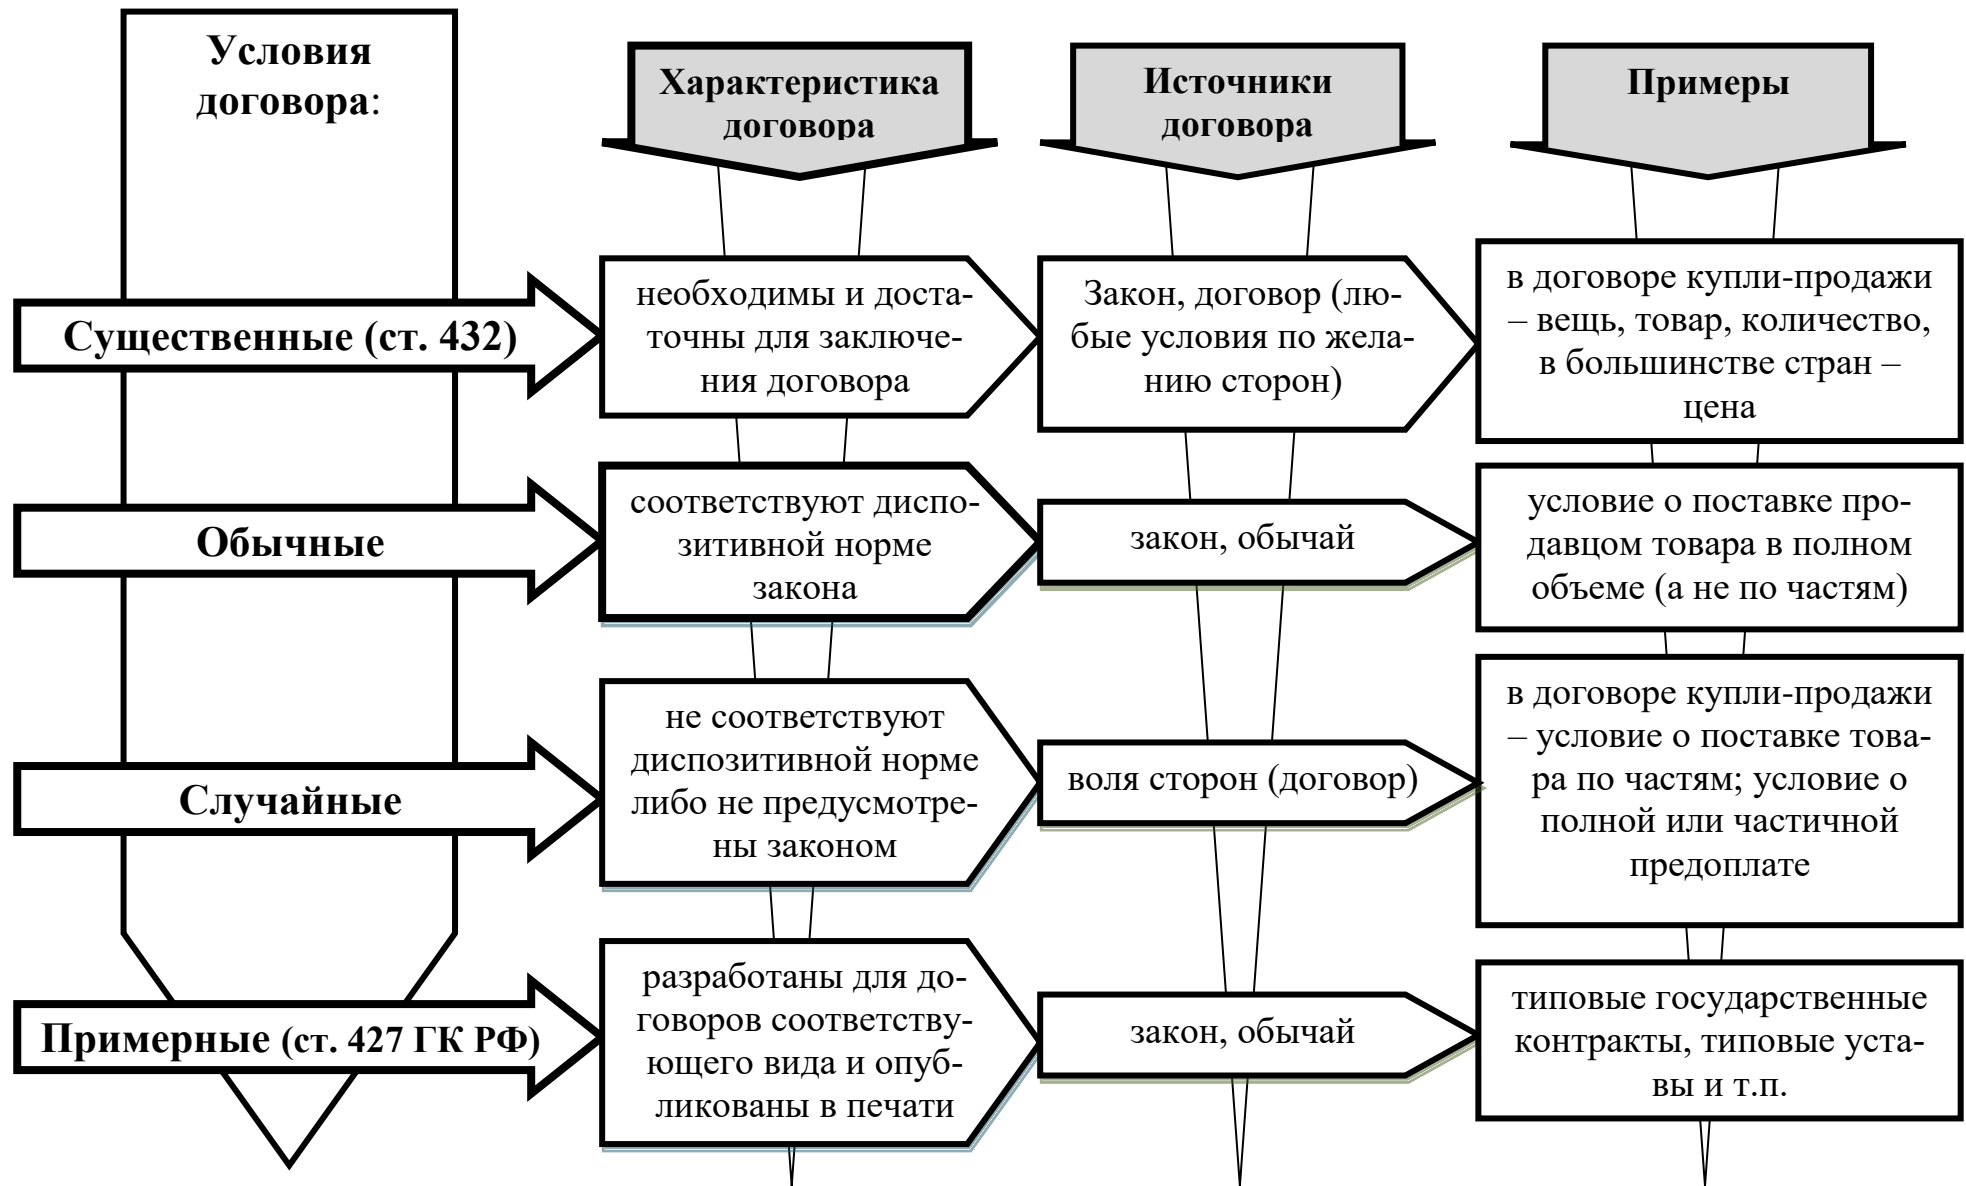 Условия
договора:
Характеристика
договора
Источники
договора
Примеры
Существенные (ст. 432)
необходимы и доста-
точны для заключе-
ния договора
Закон, договор (лю-
бые условия по жела-
нию сторон)
в договоре купли-продажи
– вещь, товар, количество,
в большинстве стран –
цена
Обычные
соответствуют диспо-
зитивной норме
закона
закон, обычай
условие о поставке про-
давцом товара в полном
объеме (а не по частям)
Случайные
не соответствуют
диспозитивной норме
либо не предусмотре-
ны законом
воля сторон (договор)
в договоре купли-продажи
– условие о поставке това-
ра по частям; условие о
полной или частичной
предоплате
Примерные (ст. 427 ГК РФ)
разработаны для до-
говоров соответству-
ющего вида и опуб-
ликованы в печати
закон, обычай
типовые государственные
контракты, типовые уста-
вы и т.п.